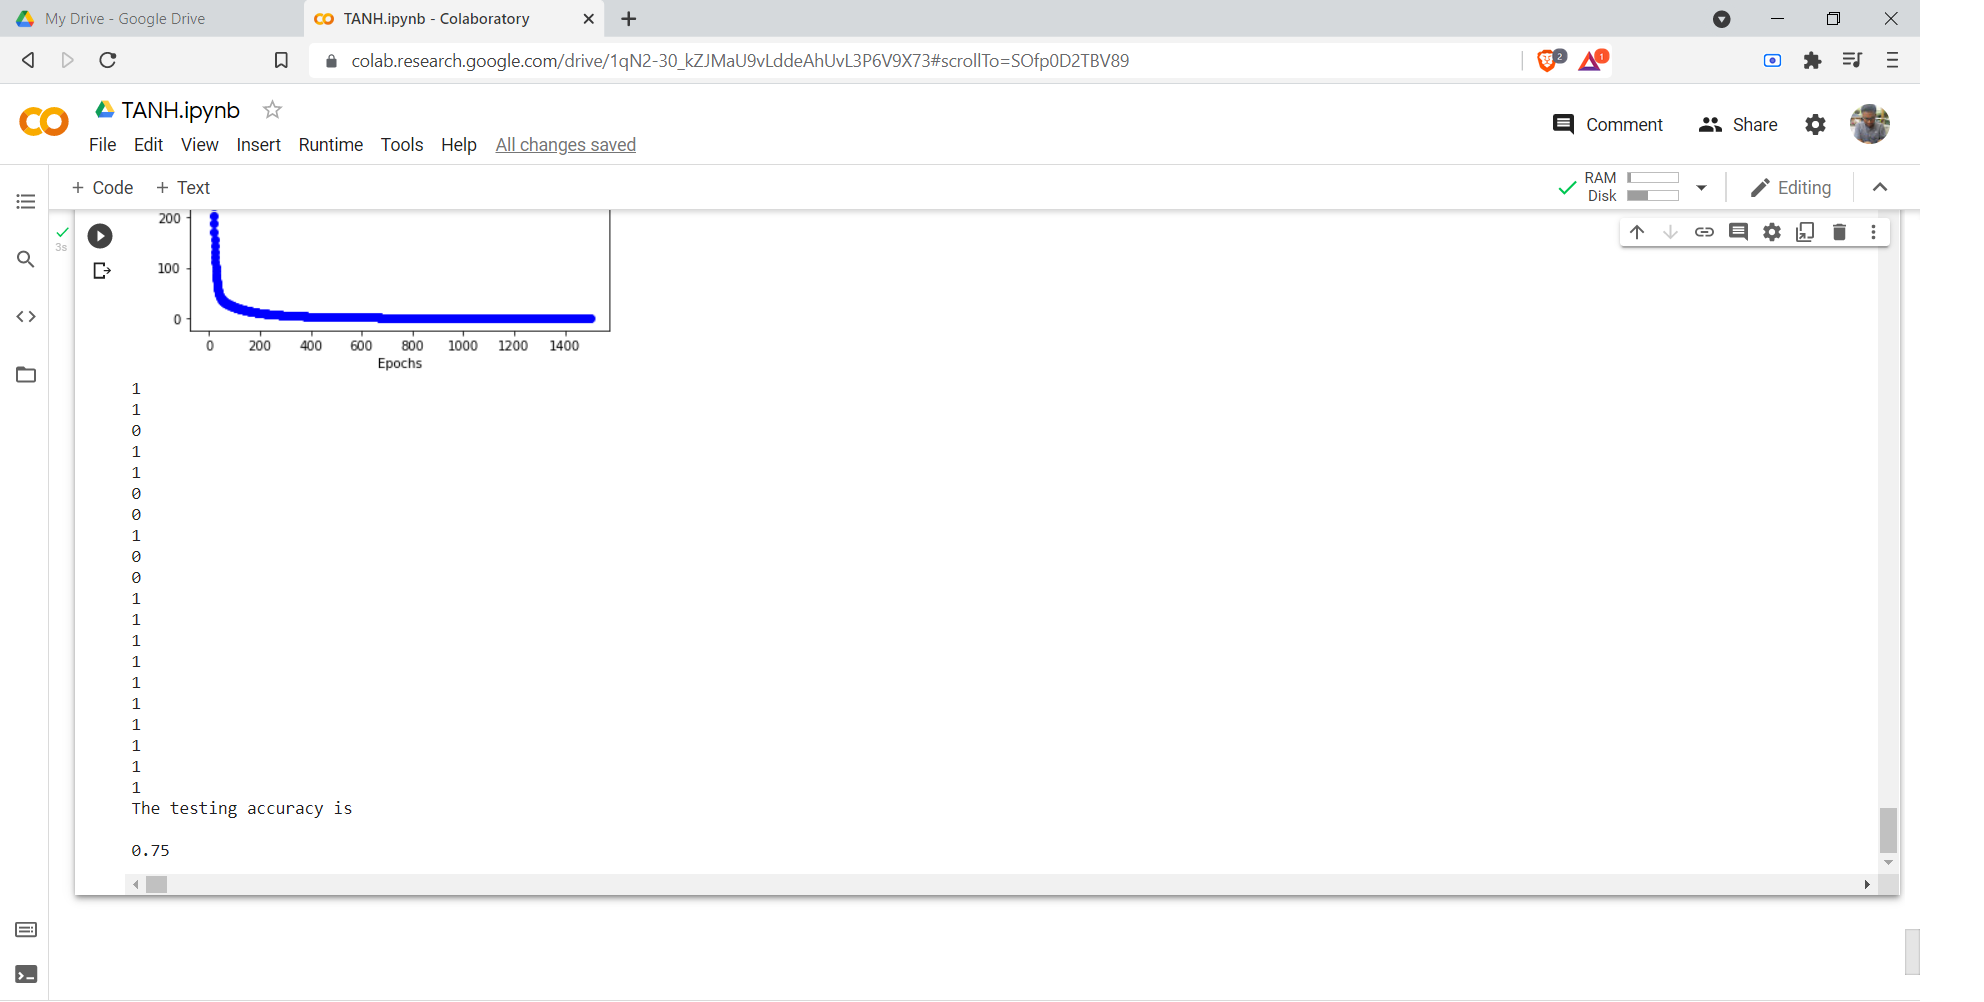 My Drive - Google Drive
TANH.ipynb - Colaboratory
colab.research.google.com/drive/1qN2-30_kZJMaU9vLddeAhUvL3P6V9X73#scrollTo=SOfp0D2TBV89
2
1
TANH.ipynb
Comment
Share
File Edit View Insert Runtime Tools Help All changes saved
+ Code + Text
RAM
Disk
Editing
3s
200
100
0
0 200 400 600 800 1000 1200 1400
Epochs
1
1
0
1
1
0
0
1
0
0
1
1
1
1
1
1
1
1
1
1
The testing accuracy is
0.75